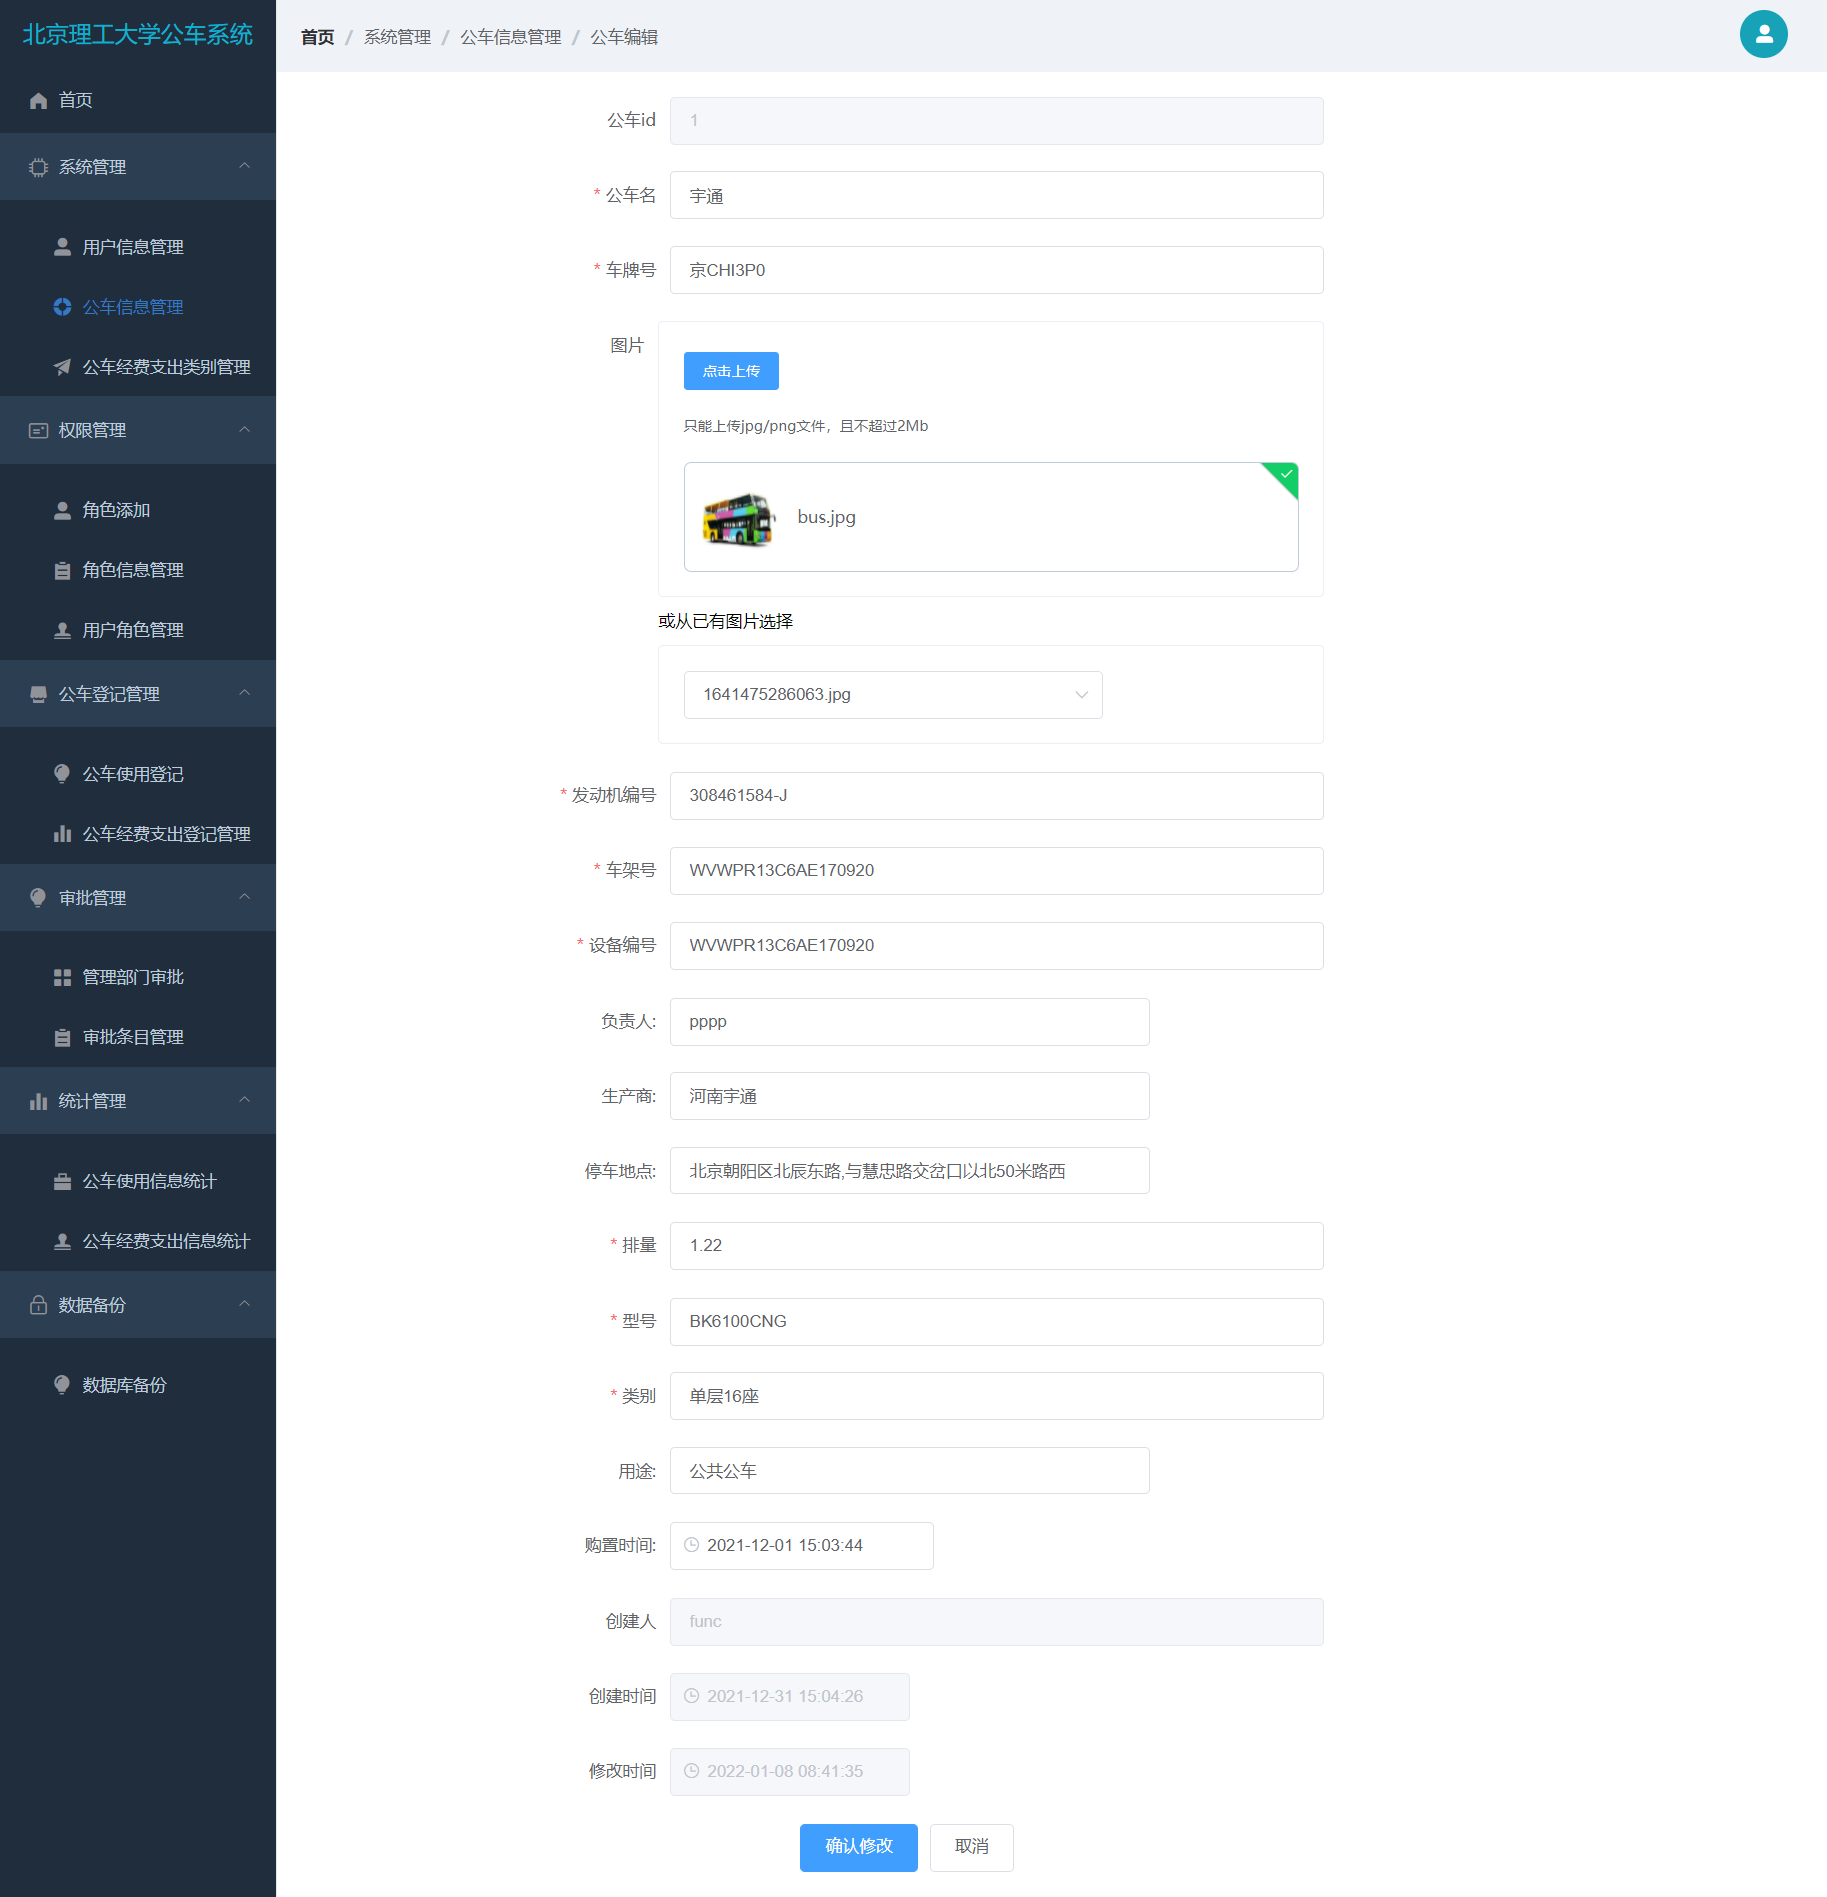 北京理工大学公车系统
首页
系统管理
用户信息管理
公车信息管理
公车经费支出类别管理
权限管理
角色添加
角色信息管理
用户角色管理
公车登记管理
公车使用登记
公车经费支出登记管理
审批管理
管理部门审批
审批条目管理
统计管理
公车使用信息统计
公车经费支出信息统计
数据备份
数据库备份
首页 / 系统管理 / 公车信息管理 / 公车编辑
公车id 1
* 公车名 宇通
* 车牌号 京CHI3P0
图片
点击上传
只能上传jpg/png文件，且不超过2Mb
bus.jpg
或从已有图片选择
1641475286063.jpg
* 发动机编号 308461584-J
* 车架号 WVWPR13C6AE170920
* 设备编号 WVWPR13C6AE170920
负责人: pppp
生产商: 河南宇通
停车地点: 北京朝阳区北辰东路,与慧忠路交岔口以北50米路西
* 排量 1.22
* 型号 BK6100CNG
* 类别 单层16座
用途: 公共公车
购置时间: 2021-12-01 15:03:44
创建人 func
创建时间 2021-12-31 15:04:26
修改时间 2022-01-08 08:41:35
确认修改 取消